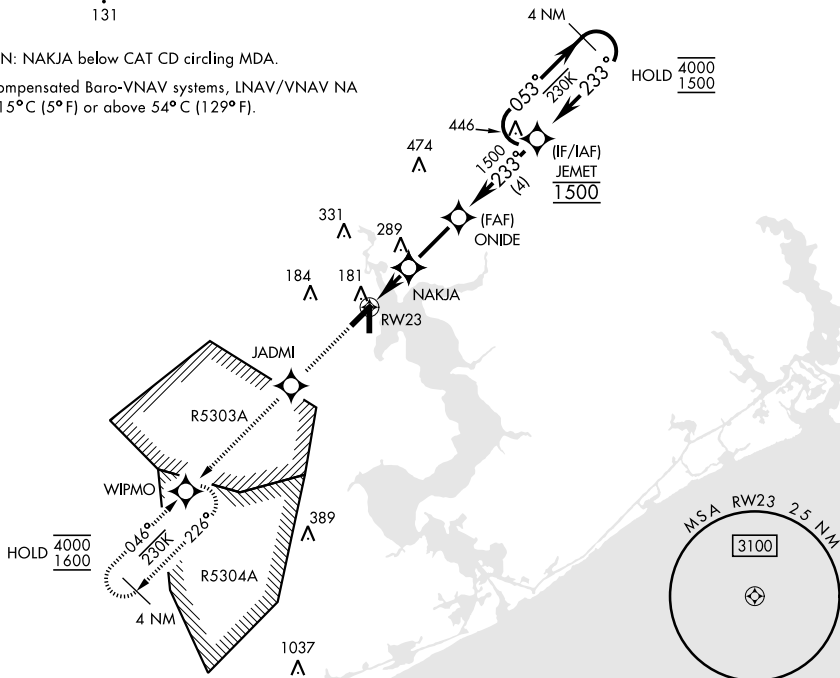 131
N: NAKJA below CAT CD circling MDA.
ompensated Baro-VNAV systems, LNAV/VNAV NA
15°C (5°F) or above 54°C (129°F).
4 NM
HOLD 4000
1500
053°
230K
233°
446
474
1500
233°
(4)
(IF/IAF)
JEMET
1500
(FAF)
ONIDE
331
289
NAKJA
184
181
RW23
JADMI
R5303A
WIPMO
HOLD 4000
1600
046°
230K
226°
4 NM
389
R5304A
1037
MSA RW23 25 NM
3100